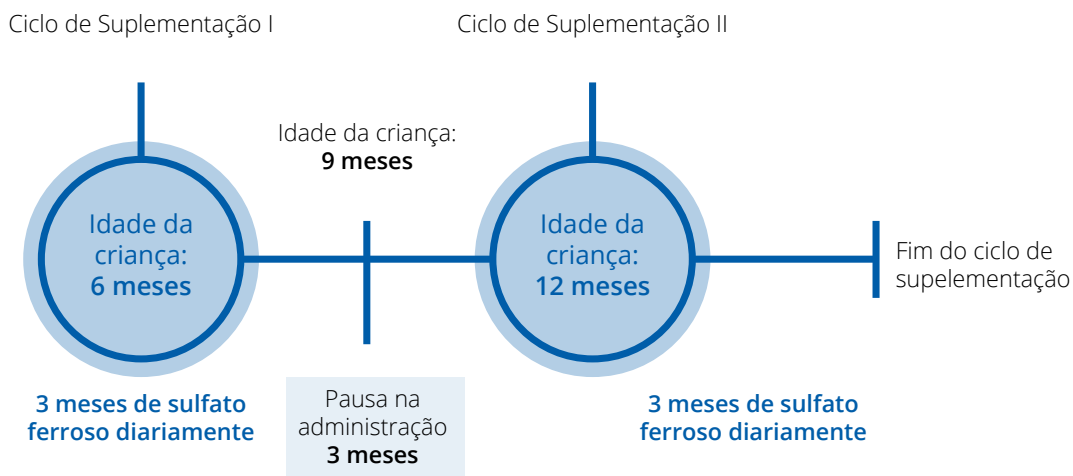 Ciclo de Suplementação I
Ciclo de Suplementação II
Idade da criança:
9 meses
Idade da
criança:
6 meses
Idade da
criança:
12 meses
Fim do ciclo de
supelementação
3 meses de sulfato
ferroso diariamente
Pausa na
administração
3 meses
3 meses de sulfato
ferroso diariamente